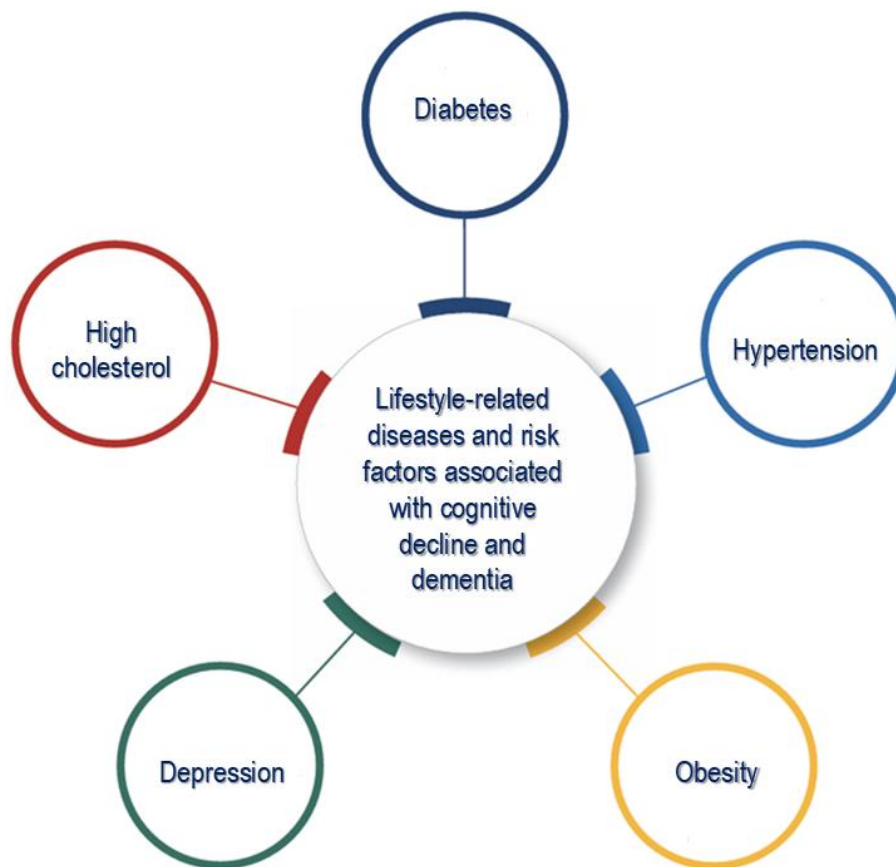 Diabetes
High
cholesterol
Hypertension
Lifestyle-related
diseases and risk
factors associated
with cognitive
decline and
dementia
Depression
Obesity